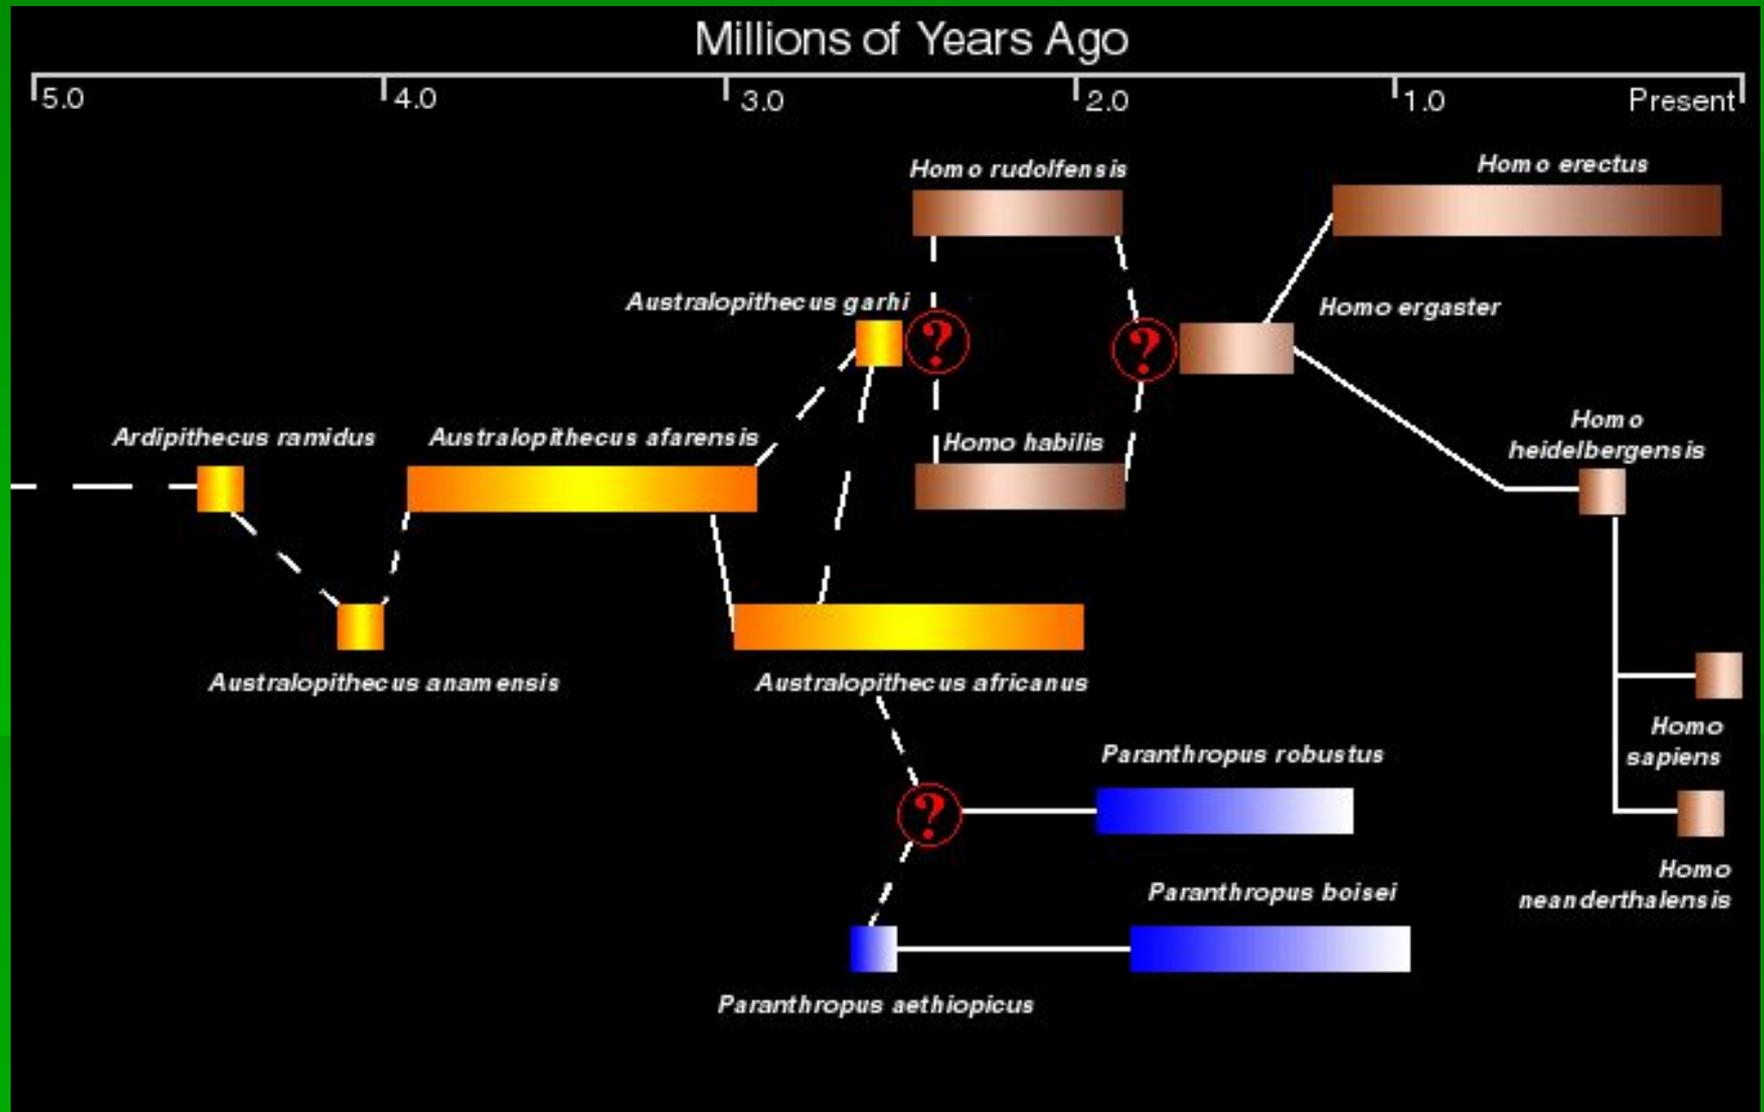 Millions of Years Ago
5.0 4.0 3.0 2.0 1.0 Present
Homo rudolfensis
Homo erectus
Australopithecus garhi
?
?
Homo ergaster
Ardipithecus ramidus
Australopithecus afarensis
Homo habilis
Homo
heidelbergensis
Australopithecus anamensis
Australopithecus africanus
Homo
sapiens
Paranthropus robustus
?
Homo
neanderthalensis
Paranthropus boisei
Paranthropus aethiopicus